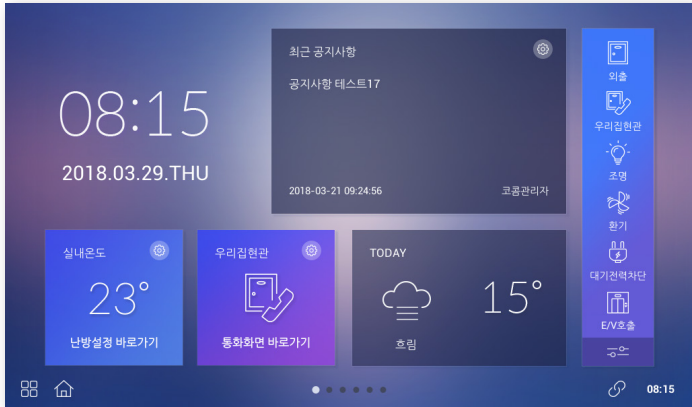 08:15
2018.03.29.THU
최근 공지사항
공지사항 테스트17
2018-03-21 09:24:56
코콤관리자
실내온도
23°
난방설정 바로가기
우리집현관
통화화면 바로가기
TODAY
15°
흐림
외출
우리집현관
조명
환기
대기전력차단
E/V호출
08:15